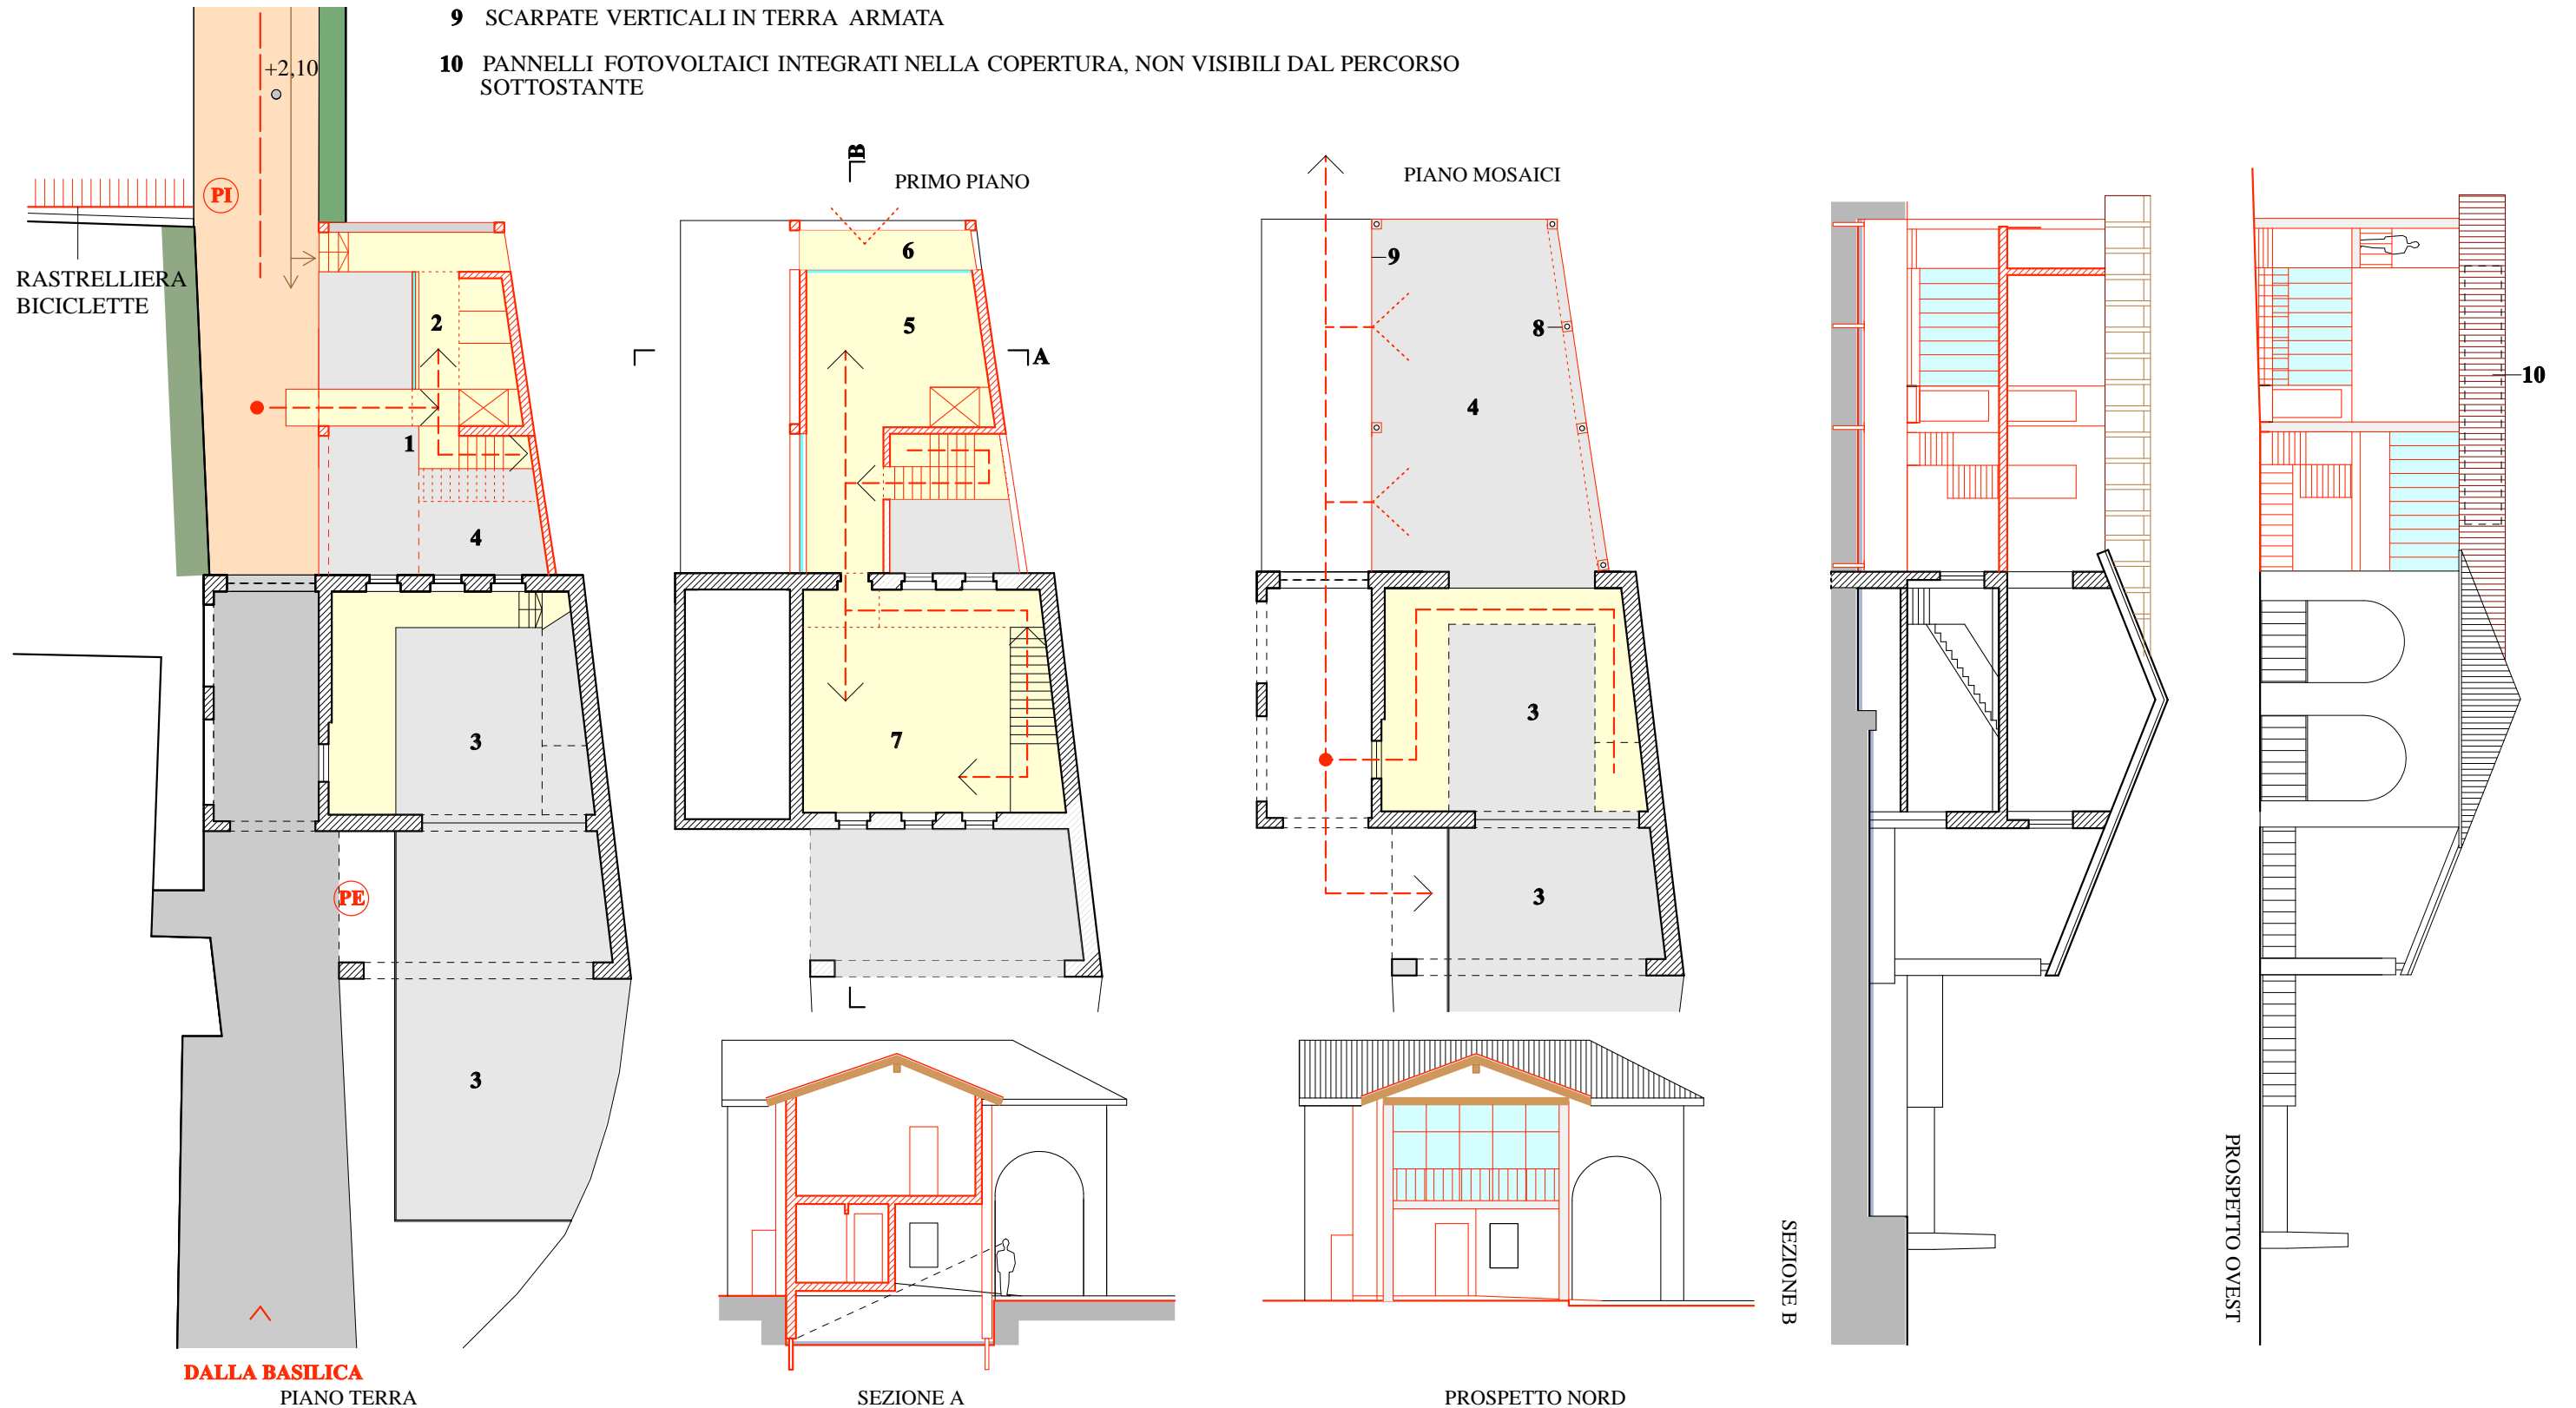 9 SCARPATE VERTICALI IN TERRA ARMATA
10 PANNELLI FOTOVOLTAICI INTEGRATI NELLA COPERTURA, NON VISIBILI DAL PERCORSO
SOTTOSTANTE
+2,10
PI
RASTRELLIERA
BICICLETTE
2
1
4
3
PE
3
DALLA BASILICA
PIANO TERRA
B
PRIMO PIANO
6
5
A
7
SEZIONE A
PIANO MOSAICI
9
8
4
3
3
PROSPETTO NORD
SEZIONE B
10
PROSPETTO OVEST